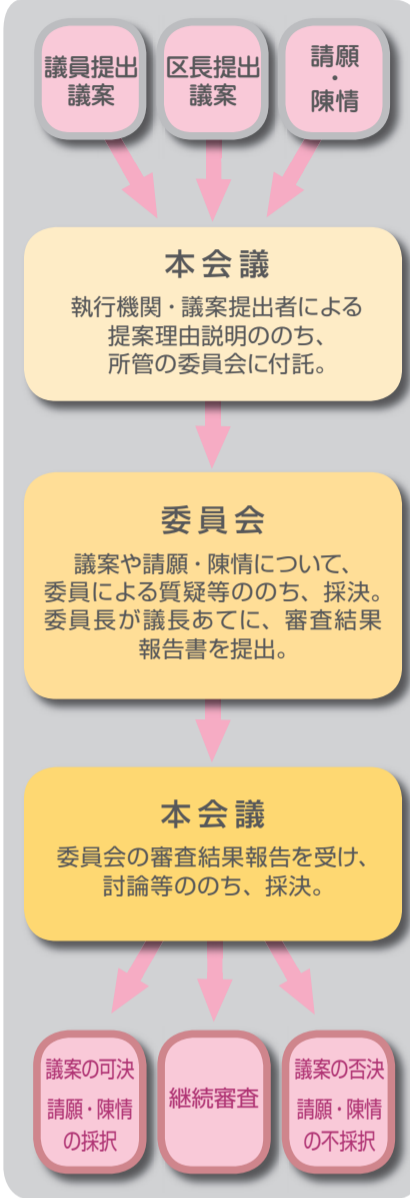 議員提出
議案
区長提出
議案
請願
・
陳情
本会議
執行機関・議案提出者による
提案理由説明ののち、
所管の委員会に付託。
委員会
議案や請願・陳情について、
委員による質疑等ののち、採決。
委員長が議長あてに、審査結果
報告書を提出。
本会議
委員会の審査結果報告を受け、
討論等ののち、採決。
議案の可決
請願・陳情
の採択
継続審査
議案の否決
請願・陳情
の不採択